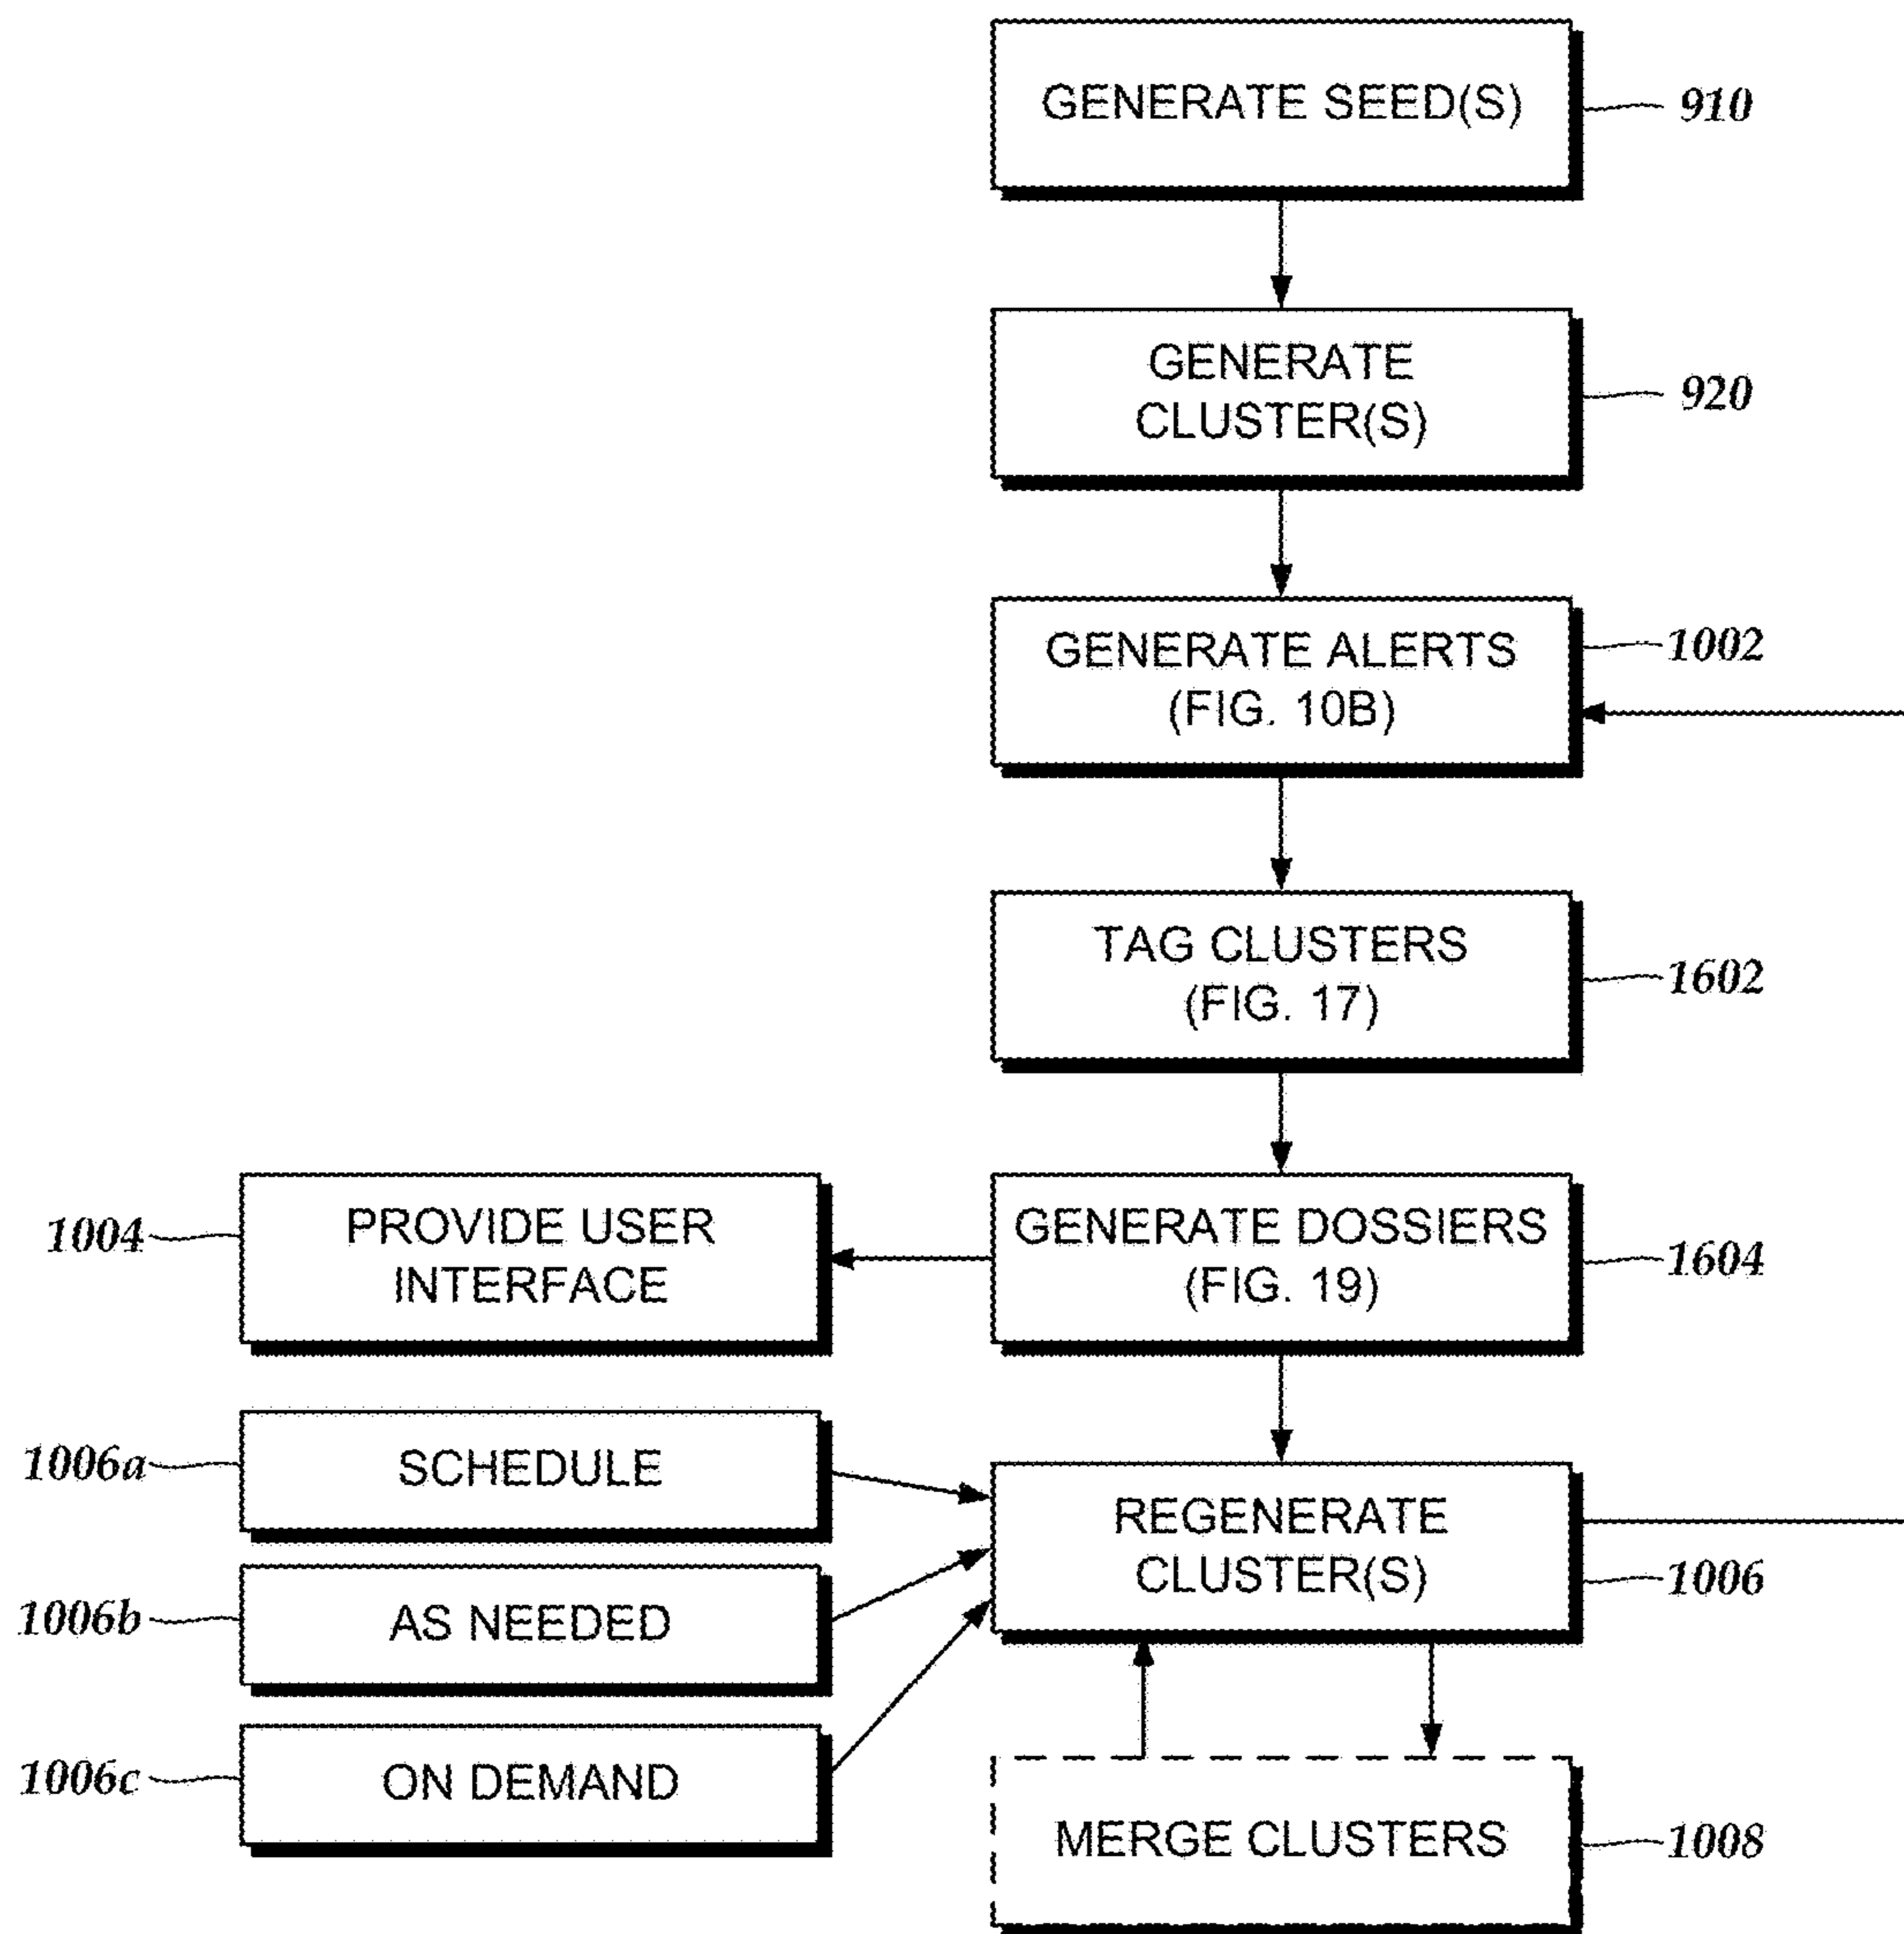 GENERATE SEED(S)
910
GENERATE
CLUSTER(S)
920
GENERATE ALERTS
(FIG. 10B)
1002
TAG CLUSTERS
(FIG. 17)
1602
1004
PROVIDE USER
INTERFACE
GENERATE DOSSIERS
(FIG. 19)
1604
1006a
SCHEDULE
REGENERATE
CLUSTER(S)
1006
1006b
AS NEEDED
1006c
ON DEMAND
MERGE CLUSTERS
1008